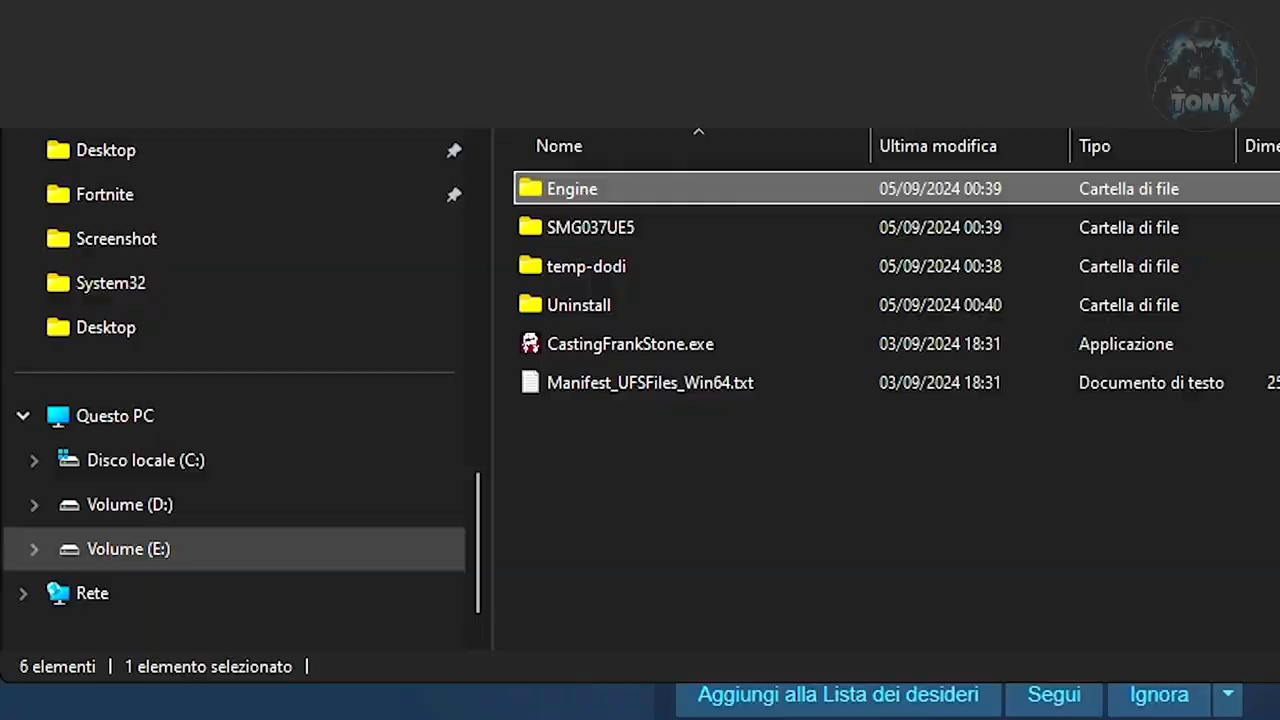 TONY
Nome Ultima modifica Tipo Dime
Desktop
Fortnite
Screenshot
System32
Desktop
Engine 05/09/2024 00:39 Cartella di file
SMG037UE5 05/09/2024 00:39 Cartella di file
temp-dodi 05/09/2024 00:38 Cartella di file
Uninstall 05/09/2024 00:40 Cartella di file
CastingFrankStone.exe 03/09/2024 18:31 Applicazione
Manifest_UFSFiles_Win64.txt 03/09/2024 18:31 Documento di testo 25
Questo PC
Disco locale (C:)
Volume (D:)
Volume (E:)
Rete
6 elementi | 1 elemento selezionato |
Aggiungi alla Lista dei desideri Segui Ignora